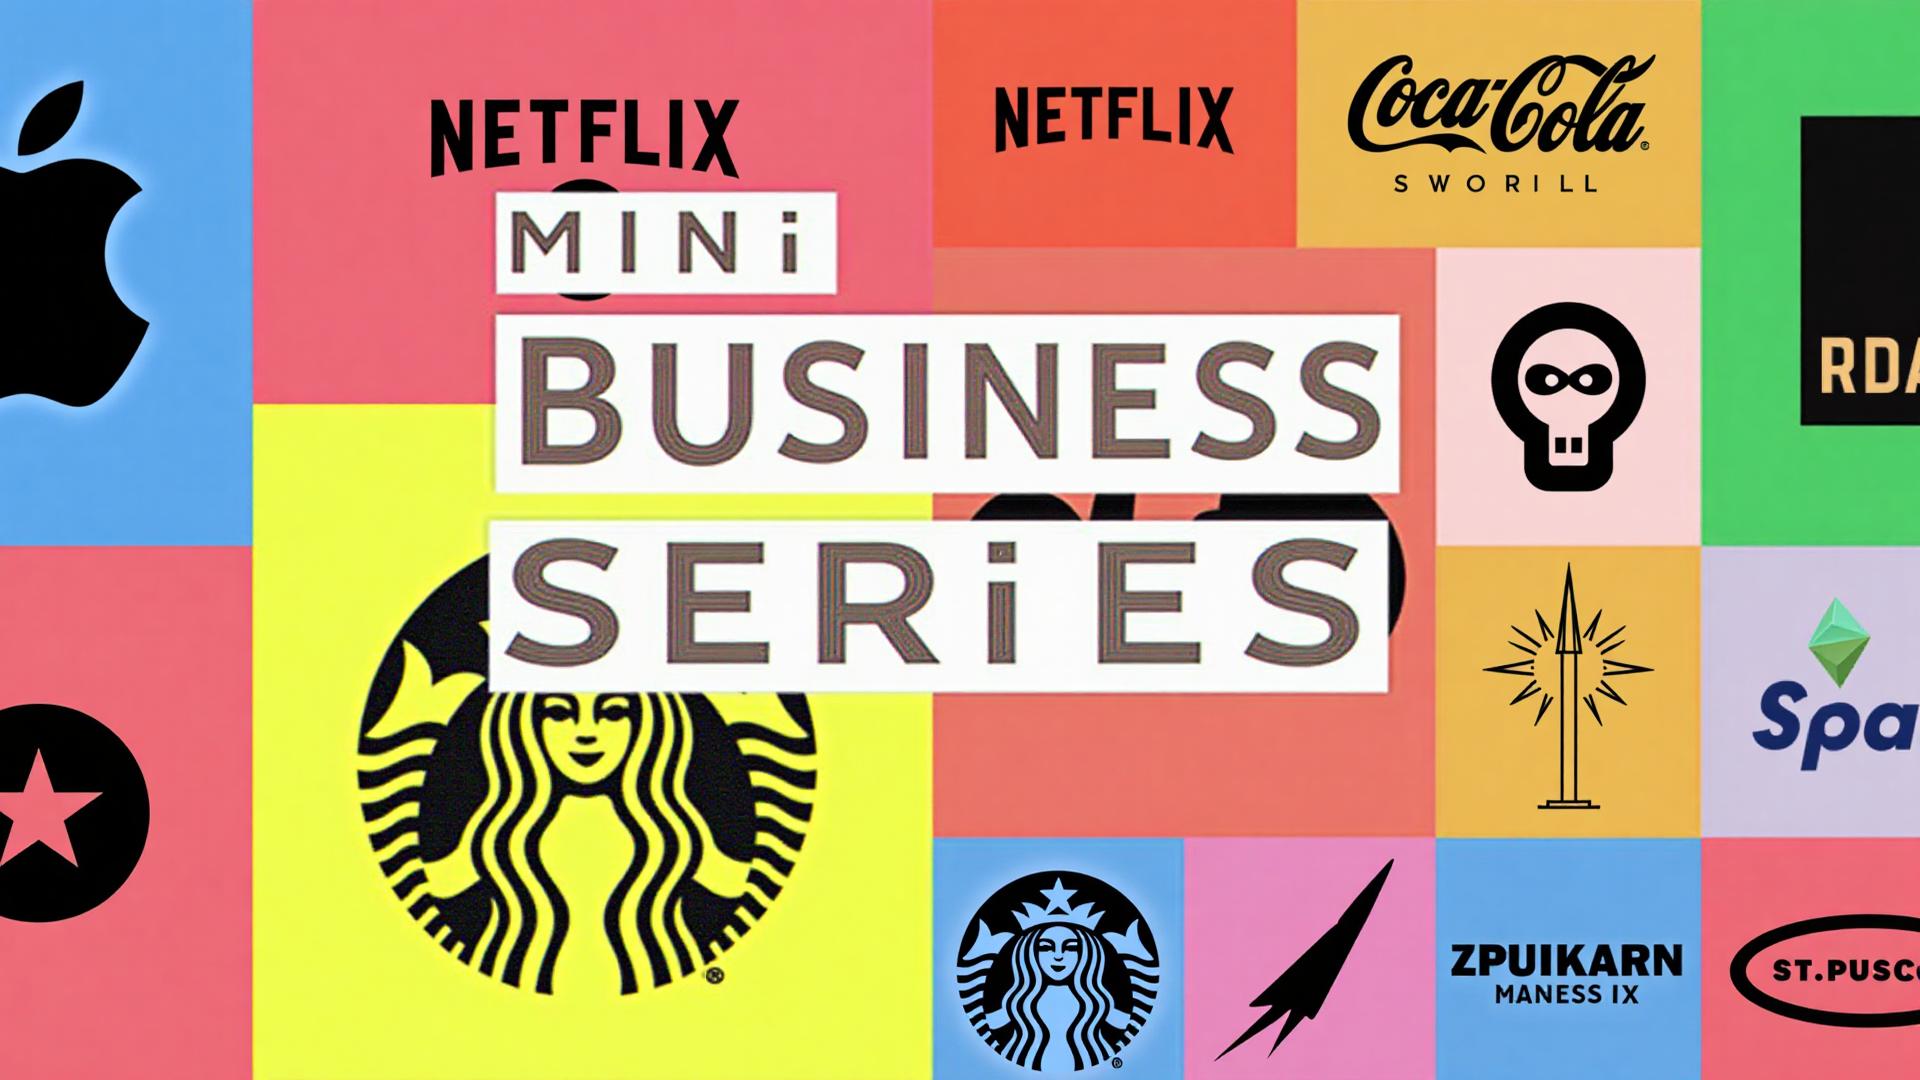 NETFLIX
NETFLIX
Coca-Cola®
SWORILL
MINi
BUSINESS
SERiES
RDA
Spa
®
®
ZPUIKARN
MANESS IX
ST.PUSC